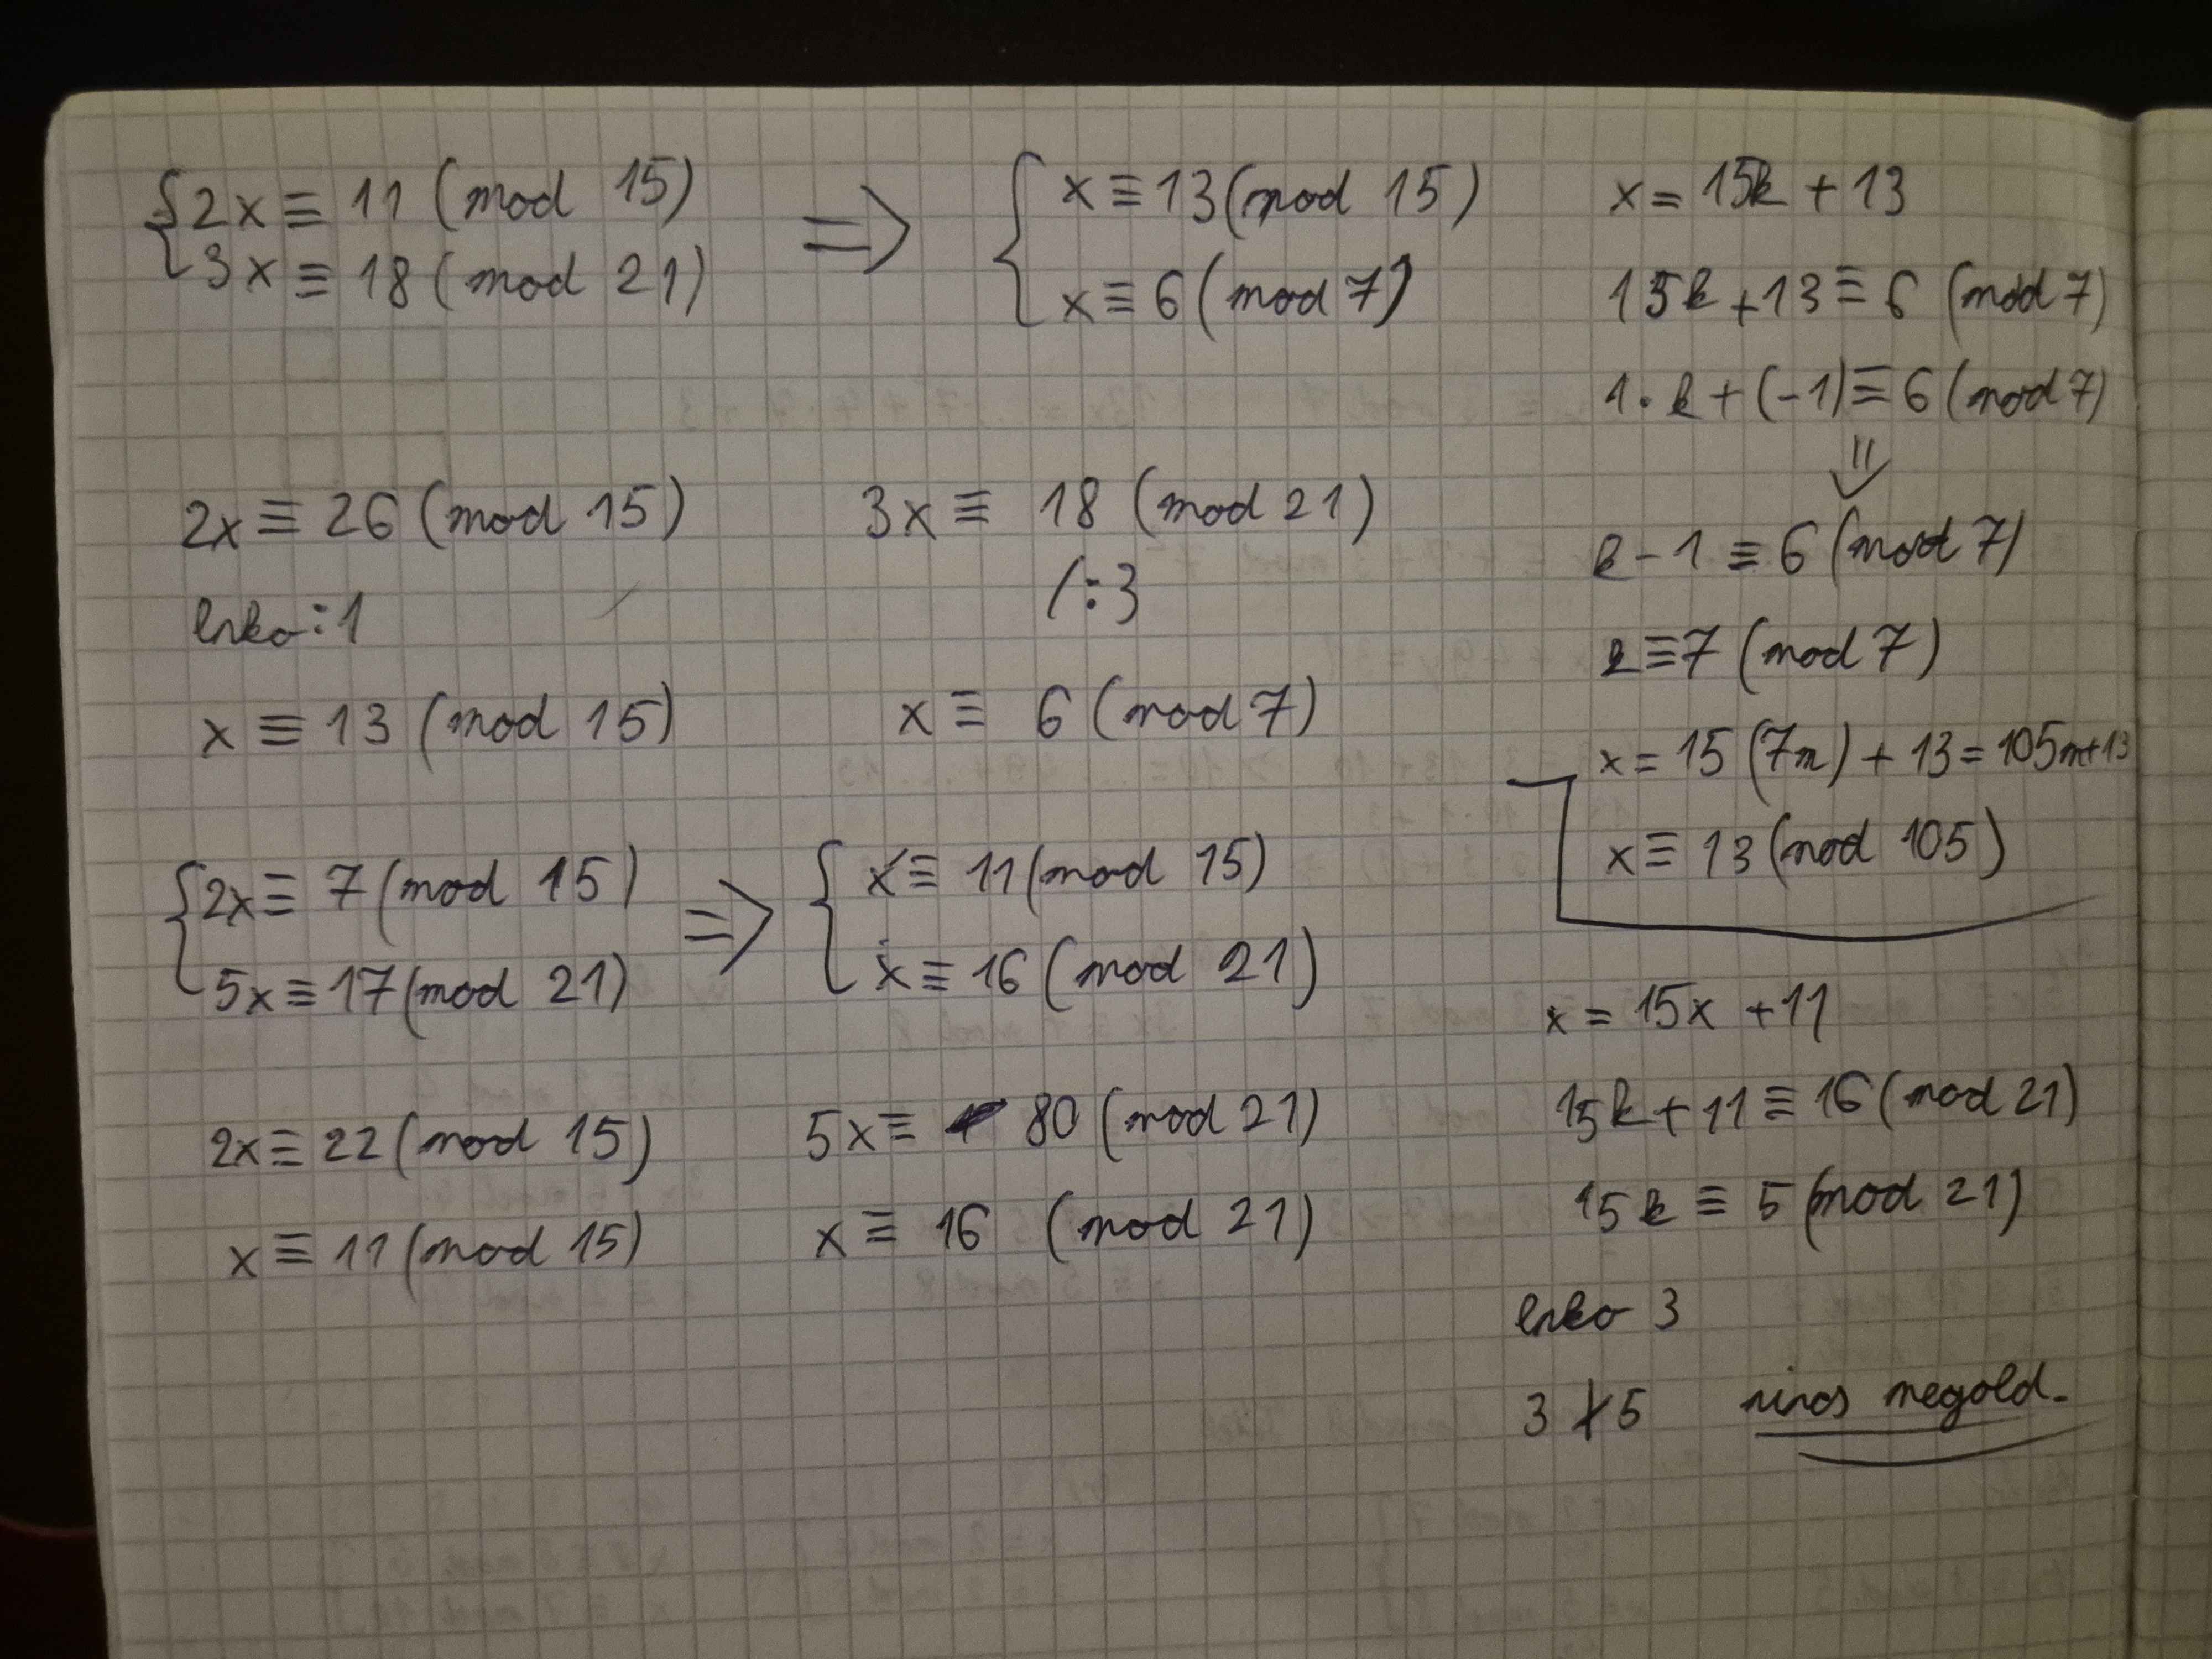 2x ≡ 11 (mod 15)
3x ≡ 18 (mod 21)
⇒
x ≡ 13 (mod 15)
x ≡ 6 (mod 7)
2x ≡ 26 (mod 15)
lnko: 1
x ≡ 13 (mod 15)
3x ≡ 18 (mod 21)
/:3
x ≡ 6 (mod 7)
x = 15k + 13
15k + 13 ≡ 6 (mod 7)
1·k + (-1) ≡ 6 (mod 7)
⇓
k - 1 ≡ 6 (mod 7)
k ≡ 7 (mod 7)
x = 15 (7m) + 13 = 105m+13
x ≡ 13 (mod 105)
2x ≡ 7 (mod 15)
5x ≡ 17 (mod 21)
⇒
x ≡ 11 (mod 15)
x ≡ 16 (mod 21)
2x ≡ 22 (mod 15)
x ≡ 11 (mod 15)
5x ≡ 80 (mod 21)
x ≡ 16 (mod 21)
x = 15x + 11
15k + 11 ≡ 16 (mod 21)
15k ≡ 5 (mod 21)
lnko 3
3 ∤ 5 nincs megold.